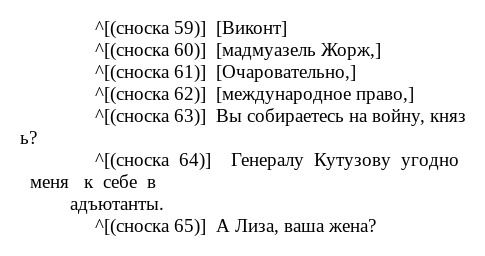 ^[(сноска 59)] [Виконт]
^[(сноска 60)] [мадмуазель Жорж,]
^[(сноска 61)] [Очаровательно,]
^[(сноска 62)] [международное право,]
^[(сноска 63)] Вы собираетесь на войну, княз
ь?
^[(сноска 64)] Генералу Кутузову угодно
меня к себе в
адъютанты.
^[(сноска 65)] А Лиза, ваша жена?